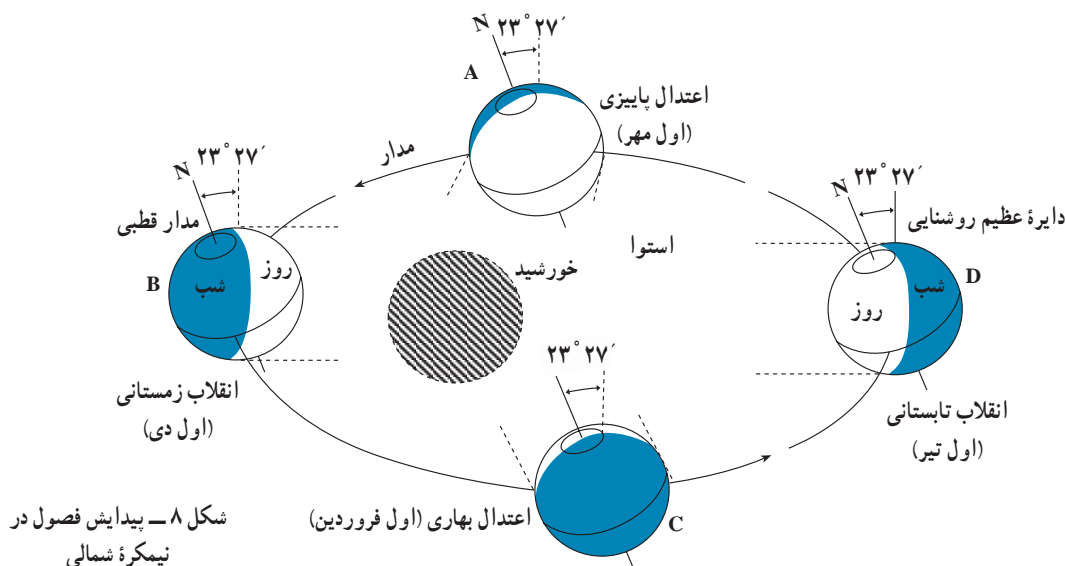 N
۲۳° ۲۷´
A
اعتدال پاییزی
(اول مهر)
مدار
N
۲۳° ۲۷´
مدار قطبی
روز
شب
B
انقلاب زمستانی
(اول دی)
استوا
خورشید
N
۲۳° ۲۷´
دایرهٔ عظیم روشنایی
شب
D
روز
انقلاب تابستانی
(اول تیر)
۲۳° ۲۷´
اعتدال بهاری (اول فروردین)
C
شکل ۸ ــ پیدایش فصول در
نیمکرهٔ شمالی